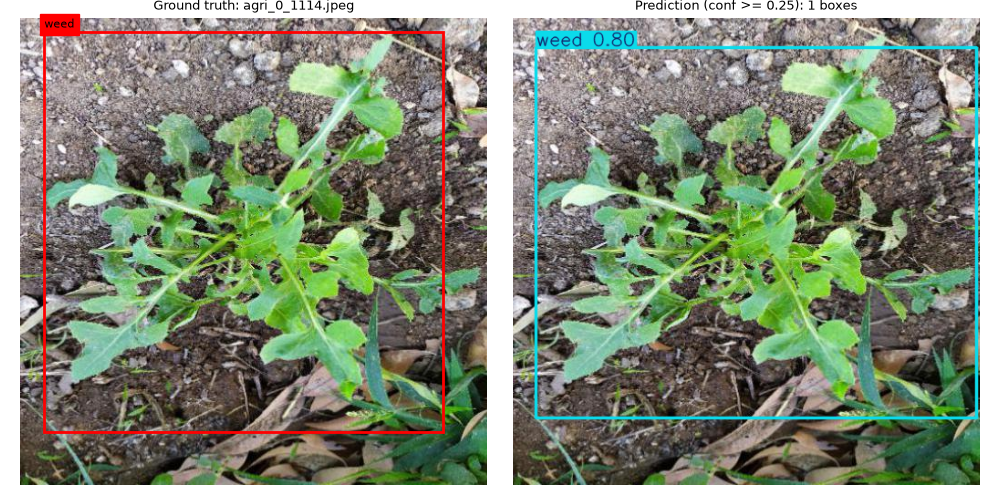 Ground truth: agri_0_1114.jpeg
Prediction (conf >= 0.25): 1 boxes
weed
weed 0.80